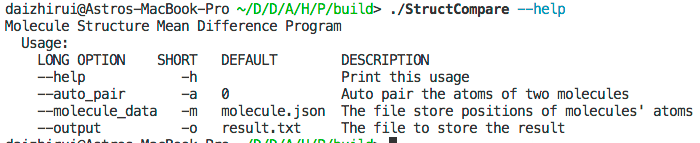 daizhirui@Astros-MacBook-Pro ~/D/D/A/H/P/build> ./StructCompare --help
Molecule Structure Mean Difference Program
  Usage:
    LONG OPTION    SHORT   DEFAULT        DESCRIPTION
    --help            -h                  Print this usage
    --auto_pair       -a   0              Auto pair the atoms of two molecules
    --molecule_data   -m   molecule.json  The file store positions of molecules' atoms
    --output          -o   result.txt     The file to store the result
daizhirui@Astros-MacBook-Pro ~/D/D/A/H/P/build>